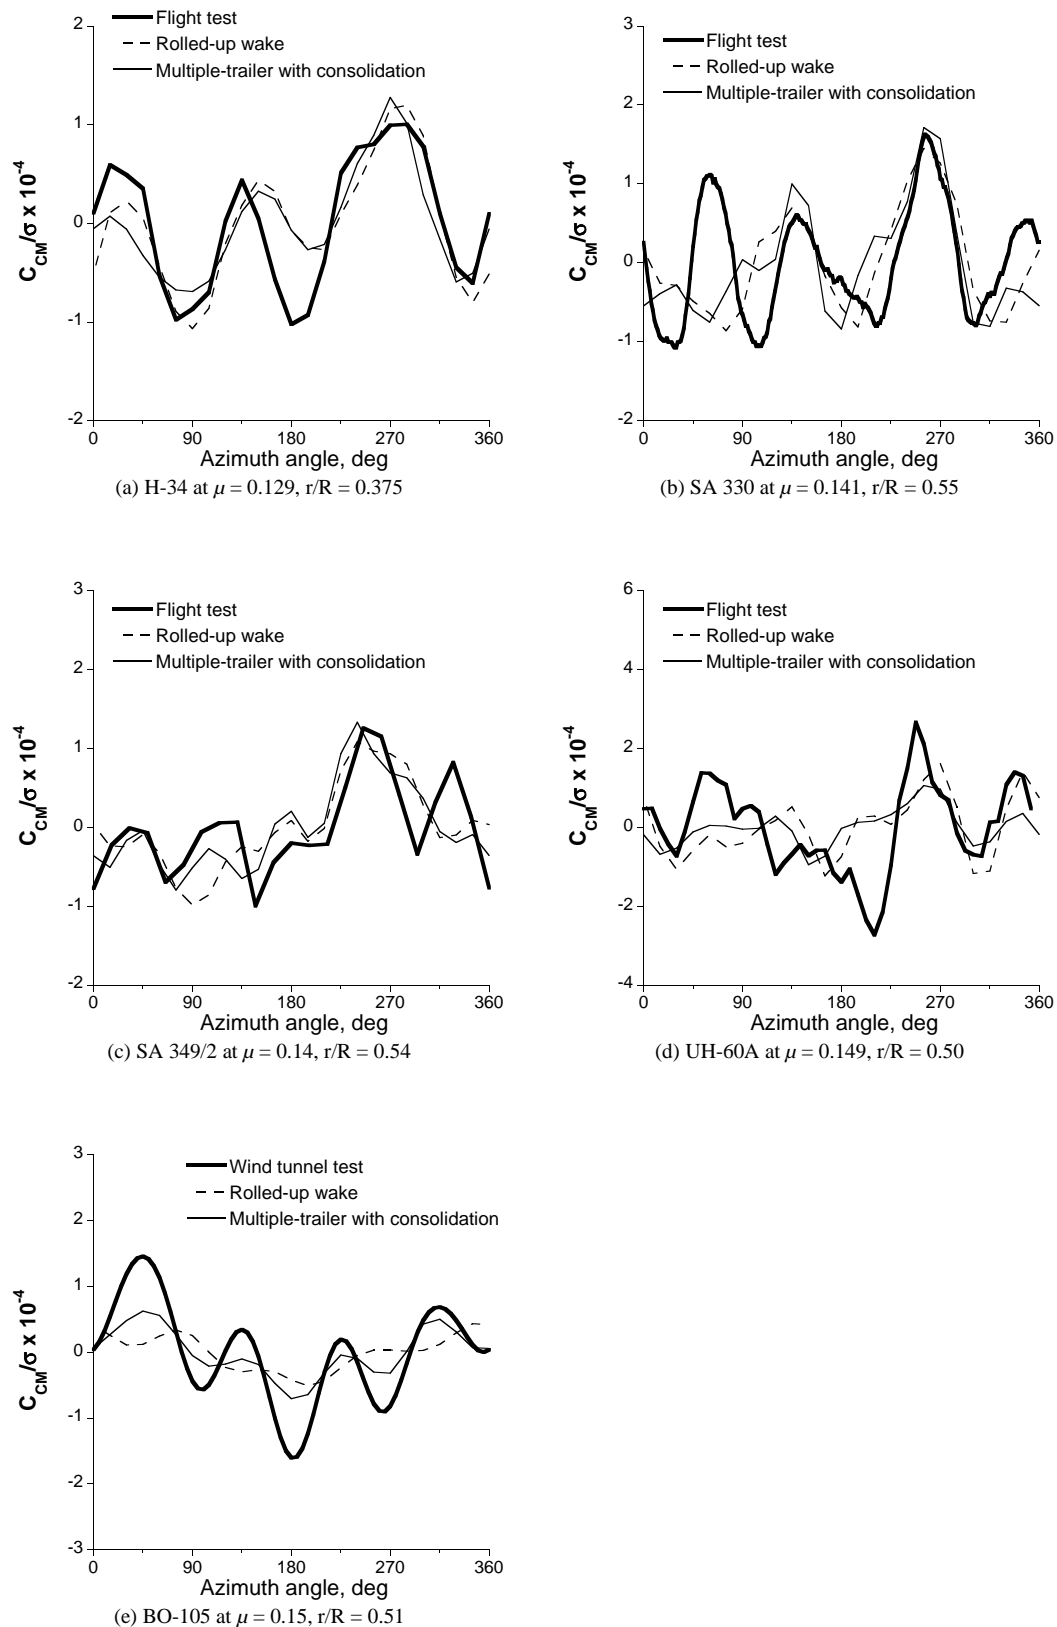 2
1
0
-1
-2
C_CM/σ x 10^-4
Flight test
Rolled-up wake
Multiple-trailer with consolidation
0 90 180 270 360
Azimuth angle, deg
(a) H-34 at μ = 0.129, r/R = 0.375
3
2
1
0
-1
-2
C_CM/σ x 10^-4
Flight test
Rolled-up wake
Multiple-trailer with consolidation
0 90 180 270 360
Azimuth angle, deg
(b) SA 330 at μ = 0.141, r/R = 0.55
3
2
1
0
-1
-2
C_CM/σ x 10^-4
Flight test
Rolled-up wake
Multiple-trailer with consolidation
0 90 180 270 360
Azimuth angle, deg
(c) SA 349/2 at μ = 0.14, r/R = 0.54
6
4
2
0
-2
-4
C_CM/σ x 10^-4
Flight test
Rolled-up wake
Multiple-trailer with consolidation
0 90 180 270 360
Azimuth angle, deg
(d) UH-60A at μ = 0.149, r/R = 0.50
3
2
1
0
-1
-2
-3
C_CM/σ x 10^-4
Wind tunnel test
Rolled-up wake
Multiple-trailer with consolidation
0 90 180 270 360
Azimuth angle, deg
(e) BO-105 at μ = 0.15, r/R = 0.51